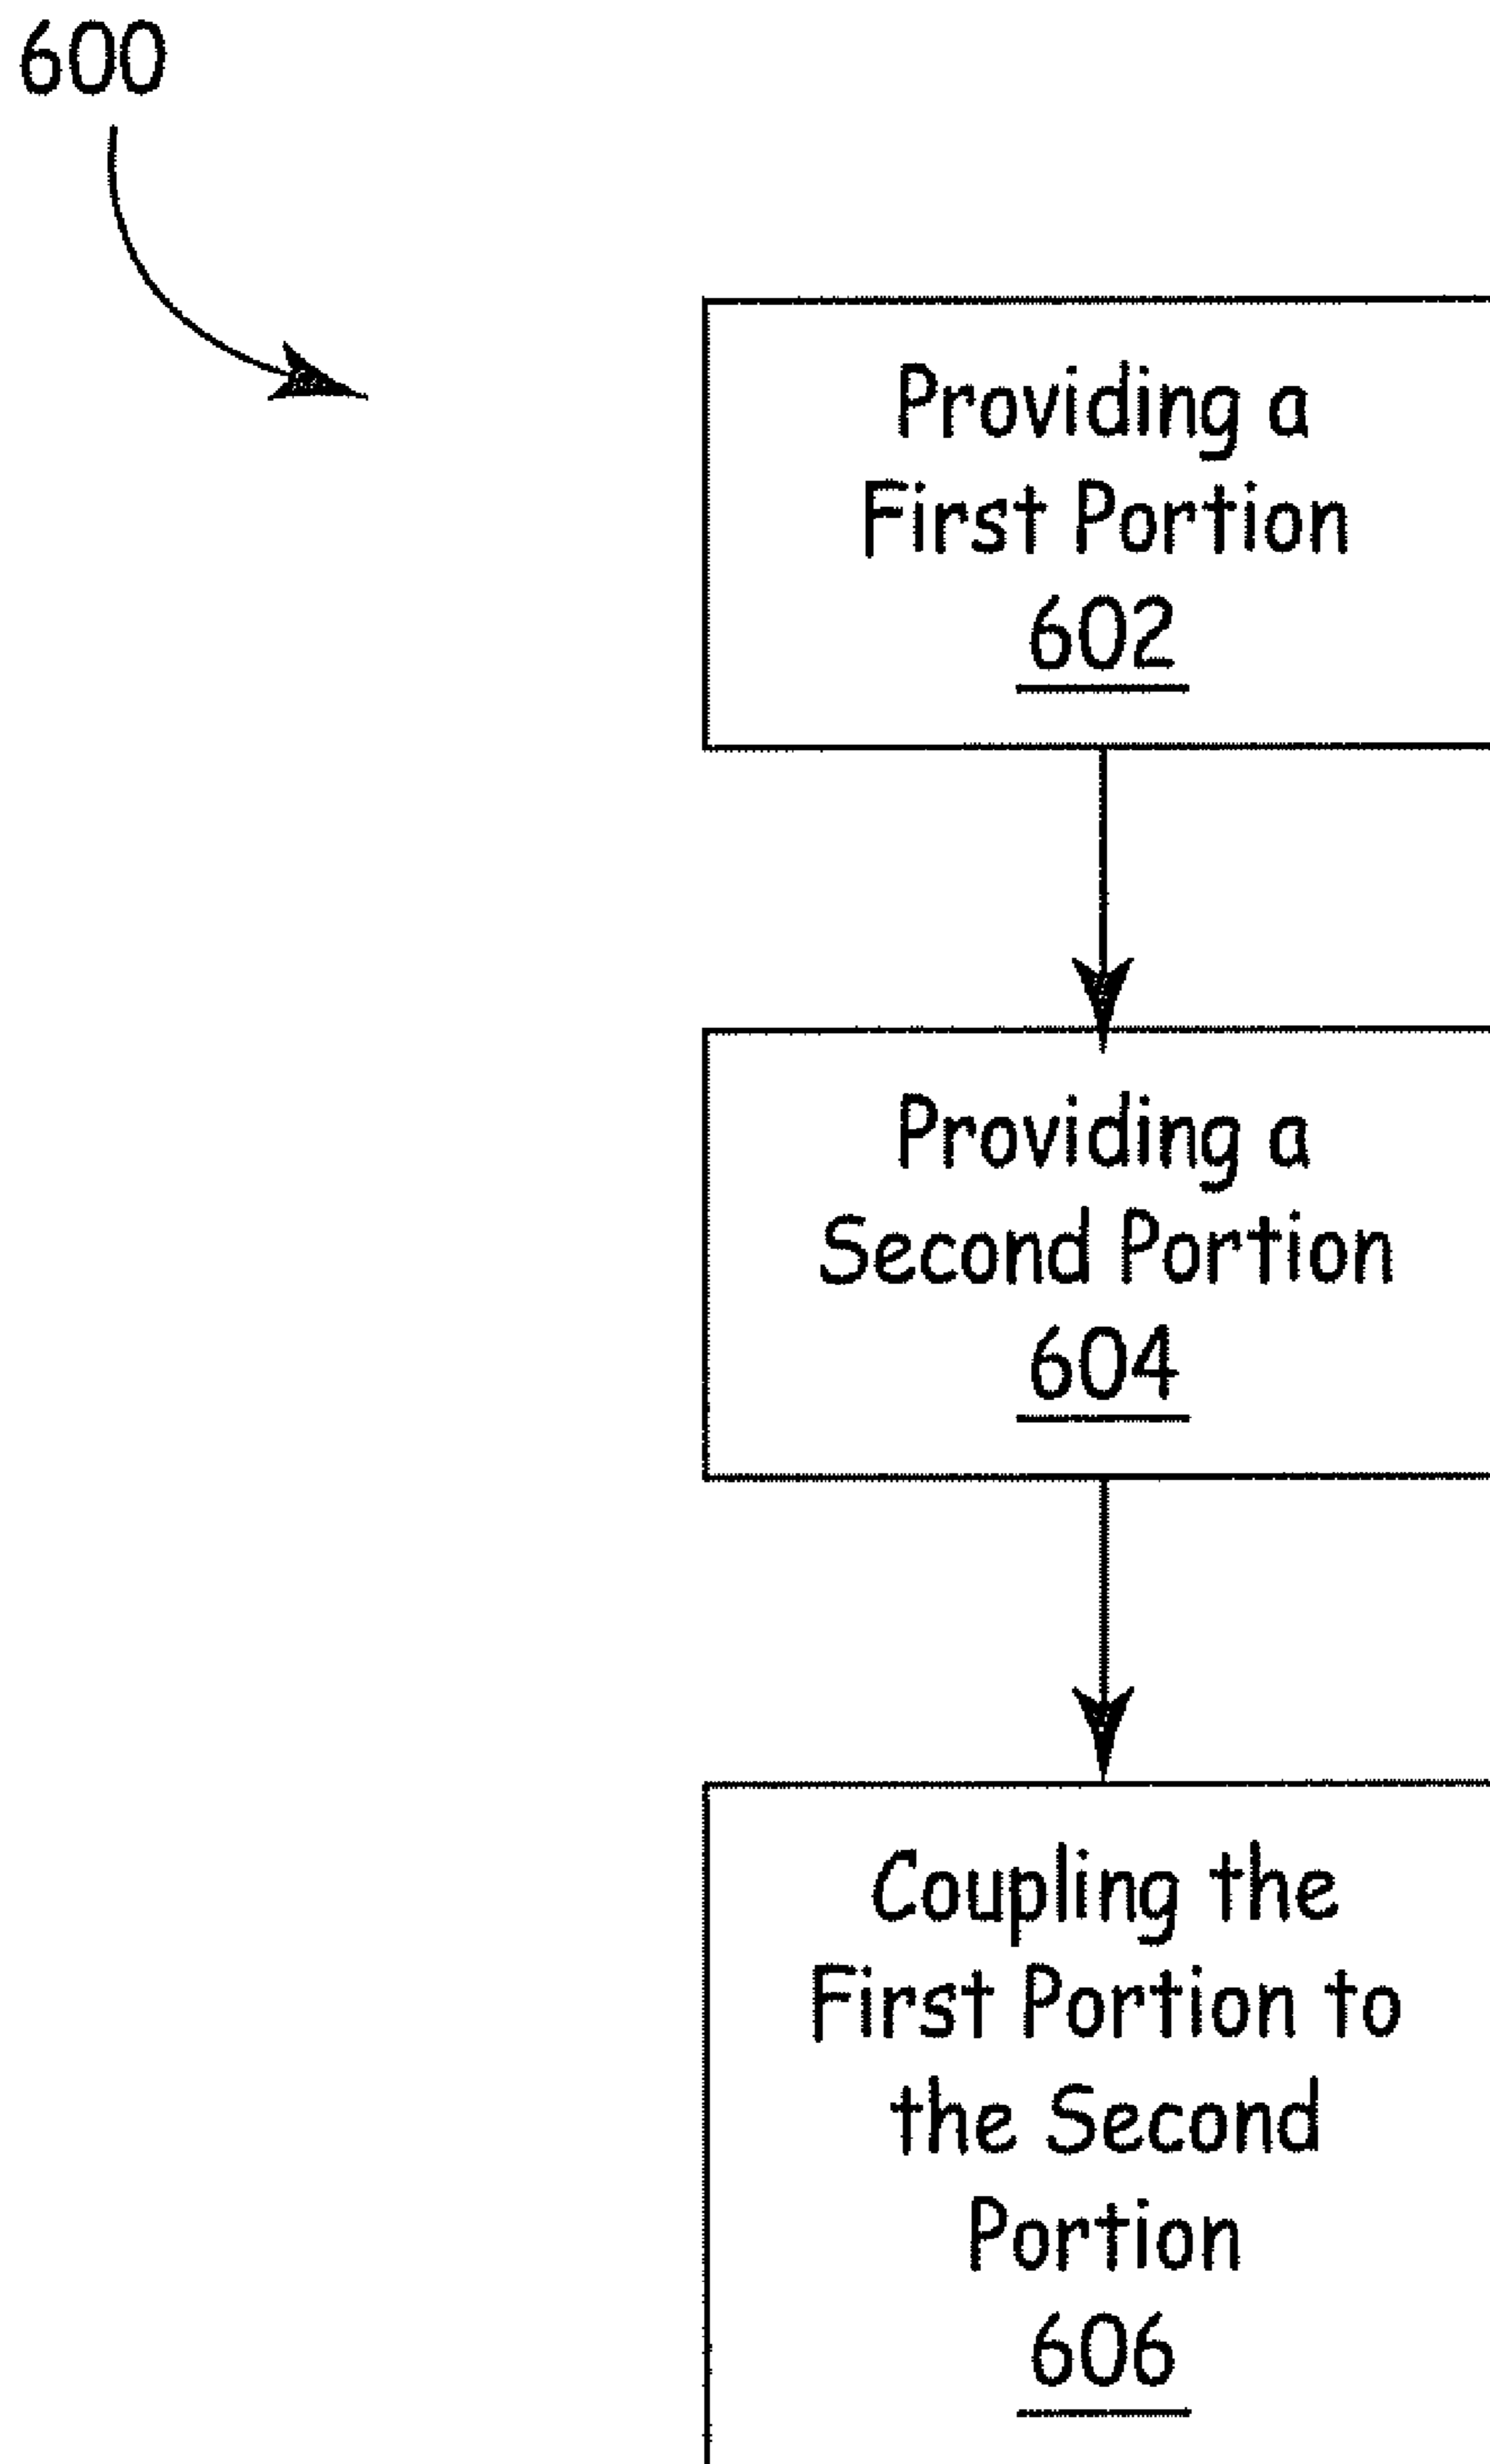 600
Providing a
First Portion
602
Providing a
Second Portion
604
Coupling the
First Portion to
the Second
Portion
606